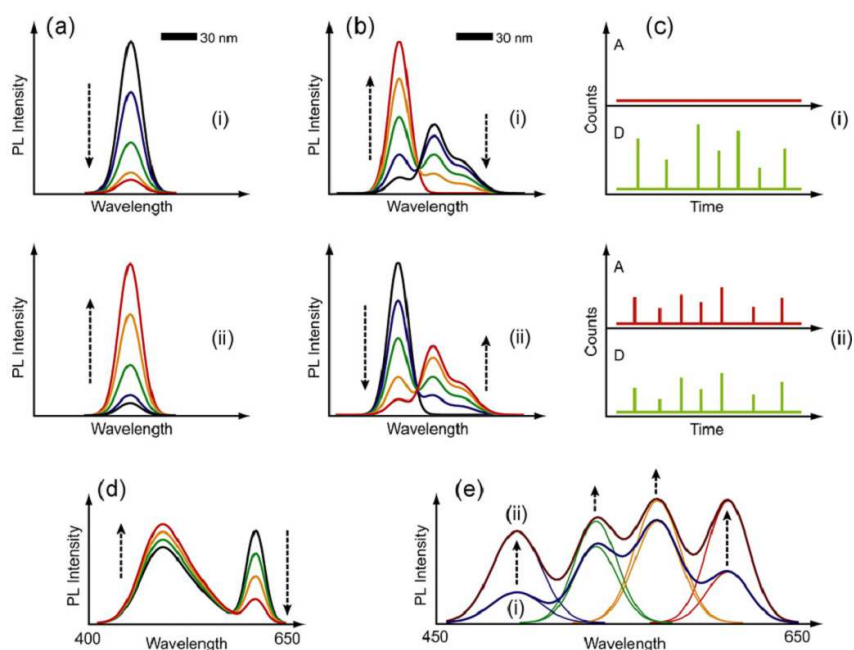 (a)
30 nm
PL Intensity
(i)
Wavelength
(b)
30 nm
PL Intensity
(i)
Wavelength
(c)
A
D
Counts
(i)
Time
PL Intensity
(ii)
Wavelength
PL Intensity
(ii)
Wavelength
A
D
Counts
(ii)
Time
(d)
PL Intensity
400
Wavelength
650
(e)
(ii)
(i)
PL Intensity
450
Wavelength
650